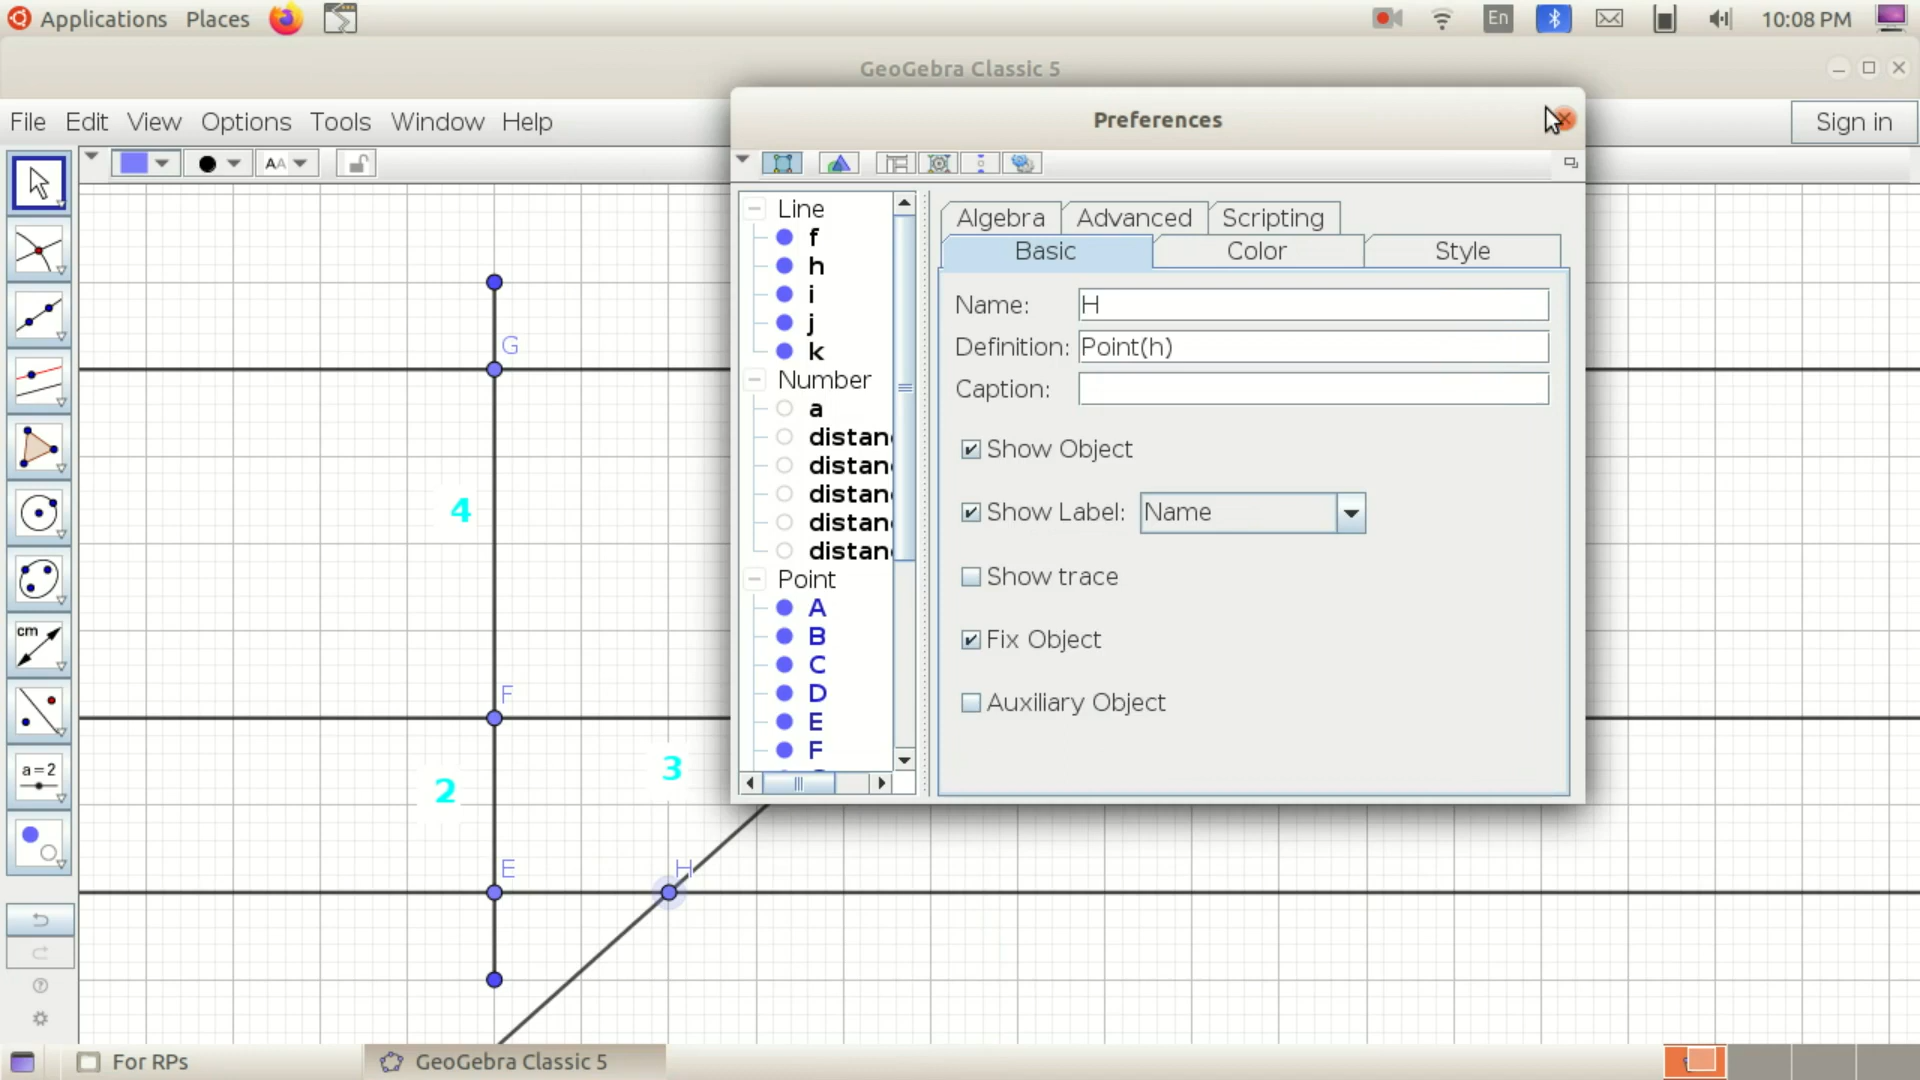 Applications Places En 10:08 PM
GeoGebra Classic 5
File Edit View Options Tools Window Help Sign in
AA
Preferences
Line
f
h
i
j
k
Number
a
distan
distan
distan
distan
distan
Point
A
B
C
D
E
F
Algebra Advanced Scripting
Basic Color Style
Name: H
Definition: Point(h)
Caption:
Show Object
Show Label: Name
Show trace
Fix Object
Auxiliary Object
G
4
F
3
2
E
H
cm
a=2
For RPs GeoGebra Classic 5